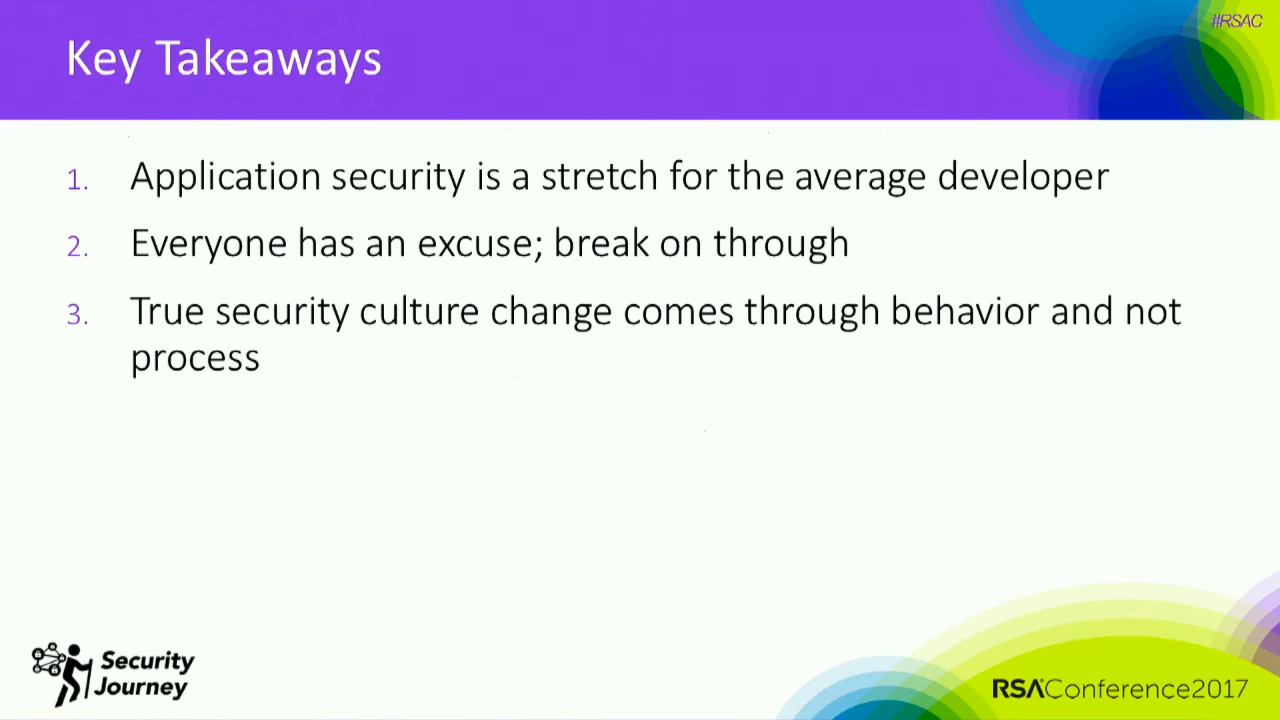 #RSAC
Key Takeaways
1. Application security is a stretch for the average developer
2. Everyone has an excuse; break on through
3. True security culture change comes through behavior and not
process
Security
Journey
RSAConference2017